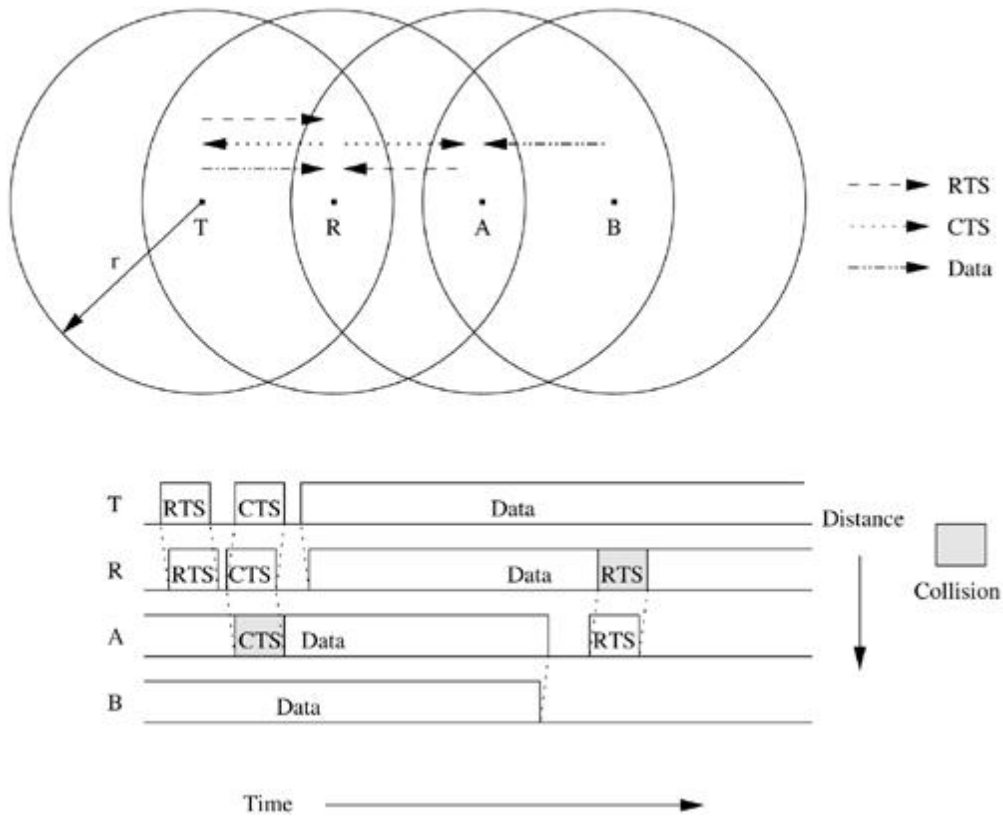 T R A B
r
RTS
CTS
Data
T RTS CTS Data
R RTS CTS Data RTS
A CTS Data RTS
B Data
Distance
Collision
Time